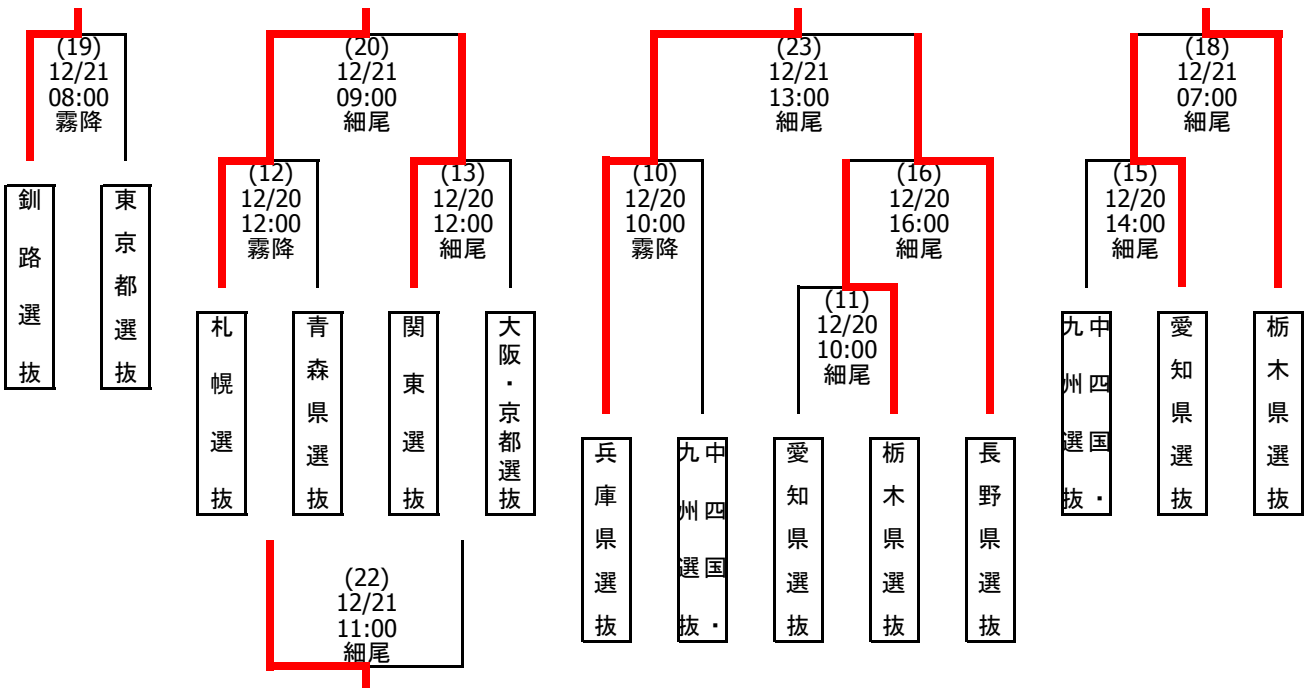 (19)
12/21
08:00
霧降
(20)
12/21
09:00
細尾
(23)
12/21
13:00
細尾
(18)
12/21
07:00
細尾
(12)
12/20
12:00
霧降
(13)
12/20
12:00
細尾
(10)
12/20
10:00
霧降
(16)
12/20
16:00
細尾
(15)
12/20
14:00
細尾
釧路選抜
東京都選抜
(11)
12/20
10:00
細尾
札幌選抜
青森県選抜
関東選抜
大阪・京都選抜
中四国・
九州選抜
愛知県選抜
栃木県選抜
兵庫県選抜
中四国・
九州選抜
愛知県選抜
栃木県選抜
長野県選抜
(22)
12/21
11:00
細尾